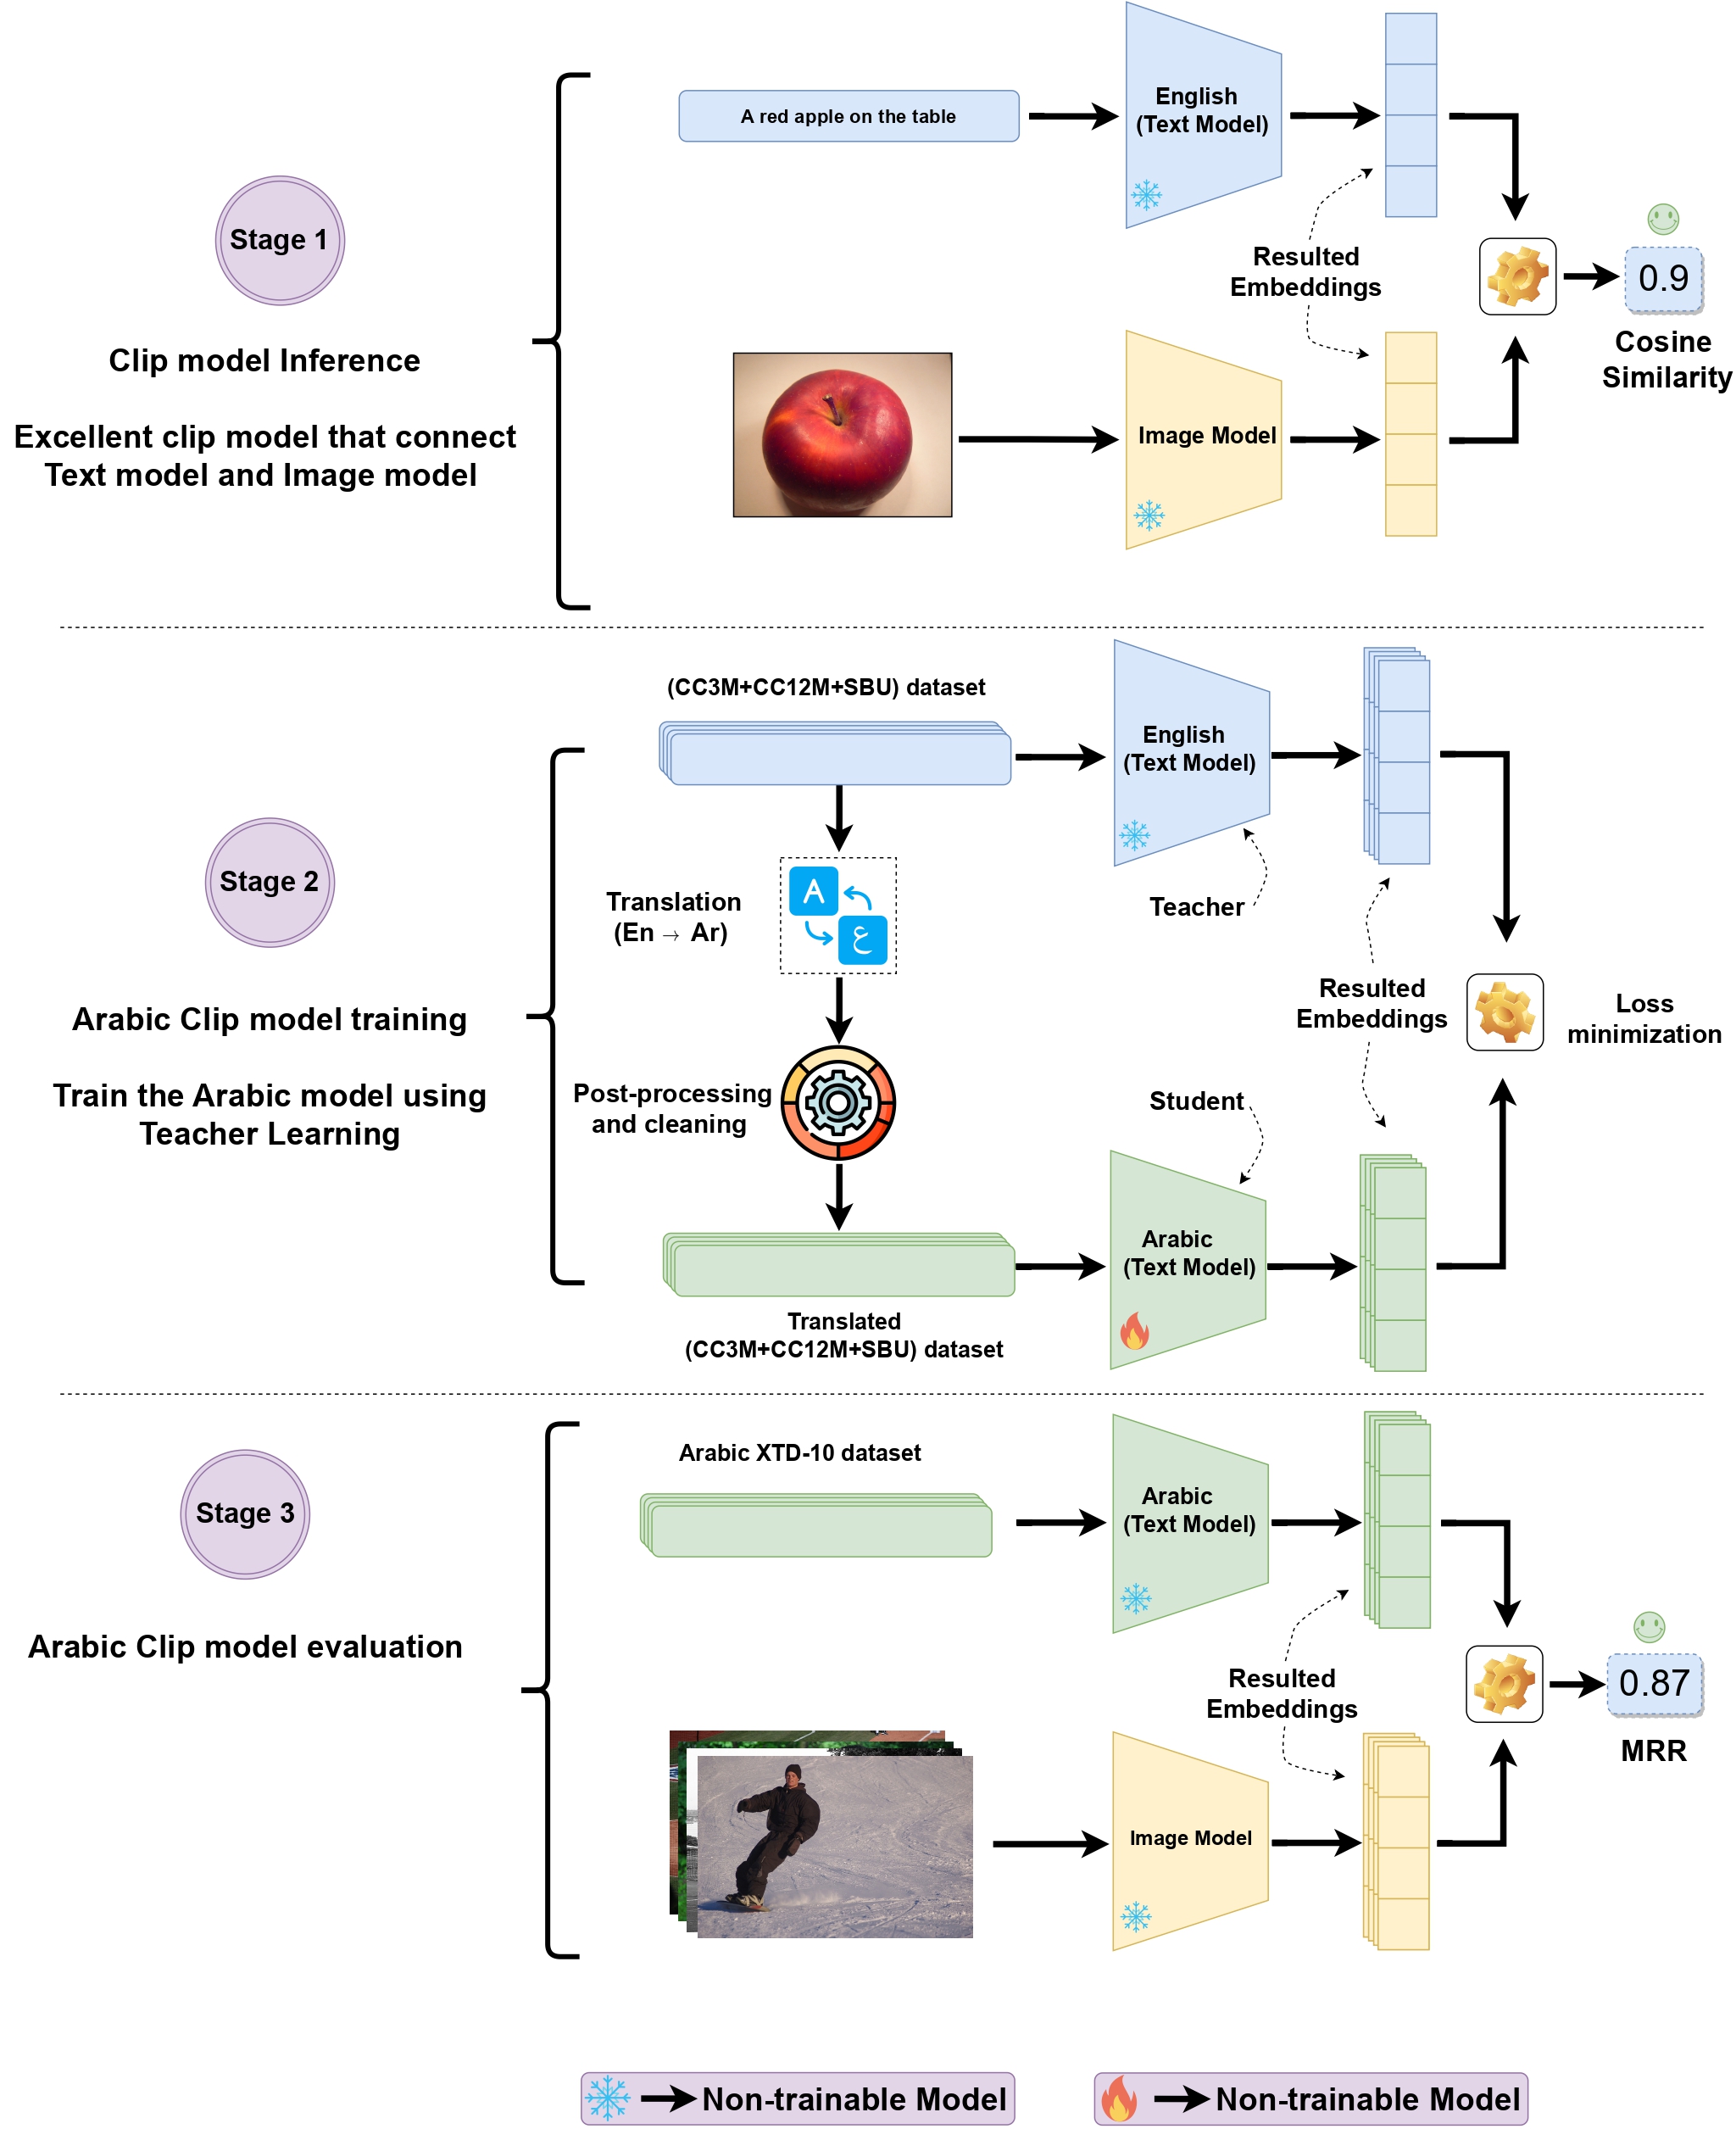 Stage 1
Clip model Inference
Excellent clip model that connect
Text model and Image model
A red apple on the table
English
(Text Model)
Resulted
Embeddings
Image Model
0.9
Cosine
Similarity
Stage 2
Arabic Clip model training
Train the Arabic model using
Teacher Learning
(CC3M+CC12M+SBU) dataset
English
(Text Model)
Teacher
Translation
(En → Ar)
A
ع
Resulted
Embeddings
Loss
minimization
Post-processing
and cleaning
Student
Arabic
(Text Model)
Translated
(CC3M+CC12M+SBU) dataset
Stage 3
Arabic Clip model evaluation
Arabic XTD-10 dataset
Arabic
(Text Model)
Resulted
Embeddings
Image Model
0.87
MRR
Non-trainable Model
Non-trainable Model